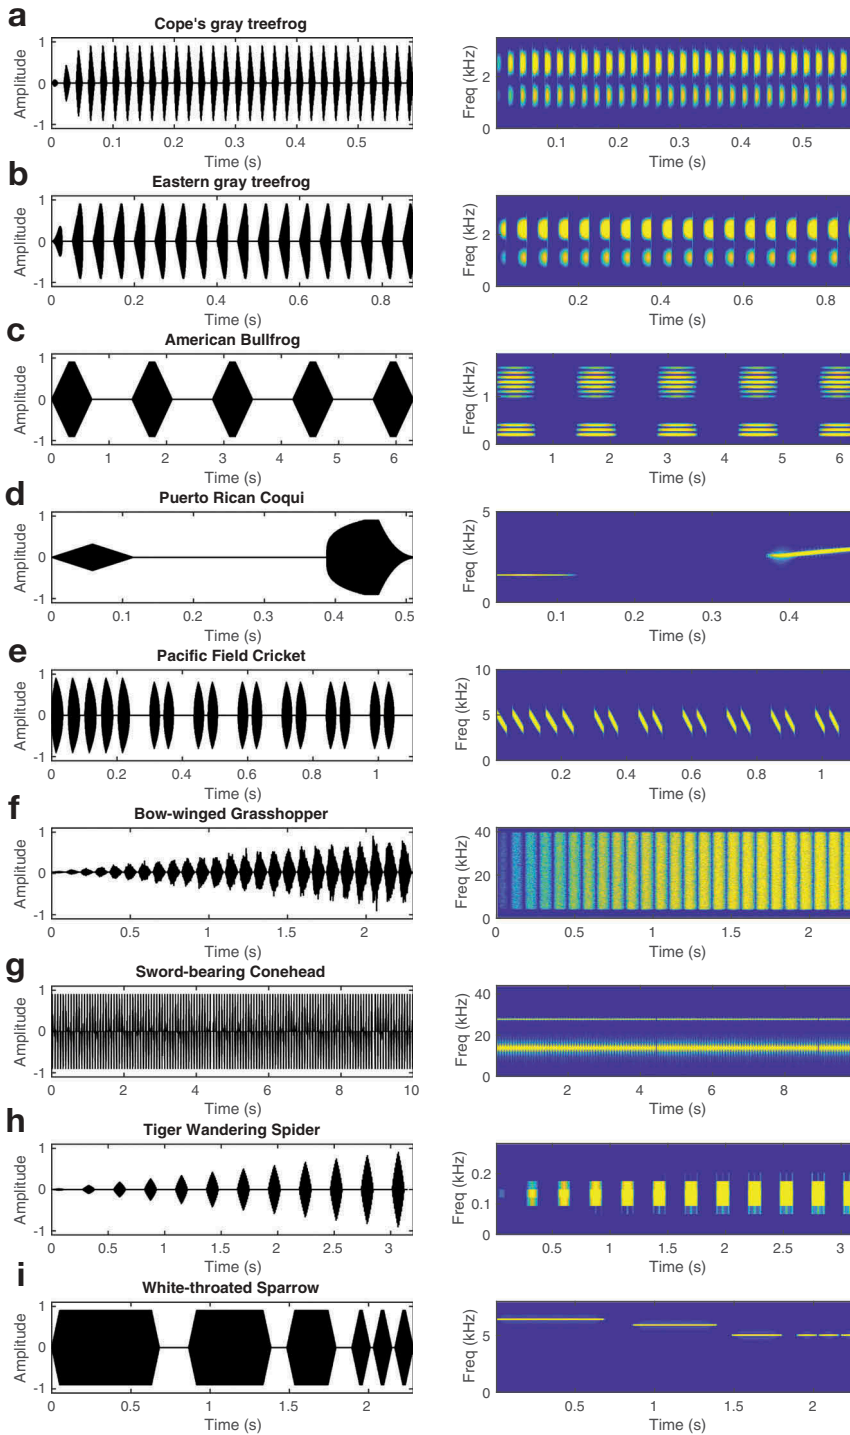 a
Cope's gray treefrog
1
0
-1
Amplitude
0 0.1 0.2 0.3 0.4 0.5
Time (s)
2
0
Freq (kHz)
0.1 0.2 0.3 0.4 0.5
Time (s)
b
Eastern gray treefrog
1
0
-1
Amplitude
0 0.2 0.4 0.6 0.8
Time (s)
2
0
Freq (kHz)
0.2 0.4 0.6 0.8
Time (s)
c
American Bullfrog
1
0
-1
Amplitude
0 1 2 3 4 5 6
Time (s)
1
0
Freq (kHz)
1 2 3 4 5 6
Time (s)
d
Puerto Rican Coqui
1
0
-1
Amplitude
0 0.1 0.2 0.3 0.4 0.5
Time (s)
5
0
Freq (kHz)
0.1 0.2 0.3 0.4
Time (s)
e
Pacific Field Cricket
1
0
-1
Amplitude
0 0.2 0.4 0.6 0.8 1
Time (s)
10
5
0
Freq (kHz)
0.2 0.4 0.6 0.8 1
Time (s)
f
Bow-winged Grasshopper
1
0
-1
Amplitude
0 0.5 1 1.5 2
Time (s)
40
20
0
Freq (kHz)
0 0.5 1 1.5 2
Time (s)
g
Sword-bearing Conehead
1
0
-1
Amplitude
0 2 4 6 8 10
Time (s)
40
20
0
Freq (kHz)
2 4 6 8
Time (s)
h
Tiger Wandering Spider
1
0
-1
Amplitude
0 0.5 1 1.5 2 2.5 3
Time (s)
0.2
0.1
0
Freq (kHz)
0.5 1 1.5 2 2.5 3
Time (s)
i
White-throated Sparrow
1
0
-1
Amplitude
0 0.5 1 1.5 2
Time (s)
5
0
Freq (kHz)
0.5 1 1.5 2
Time (s)